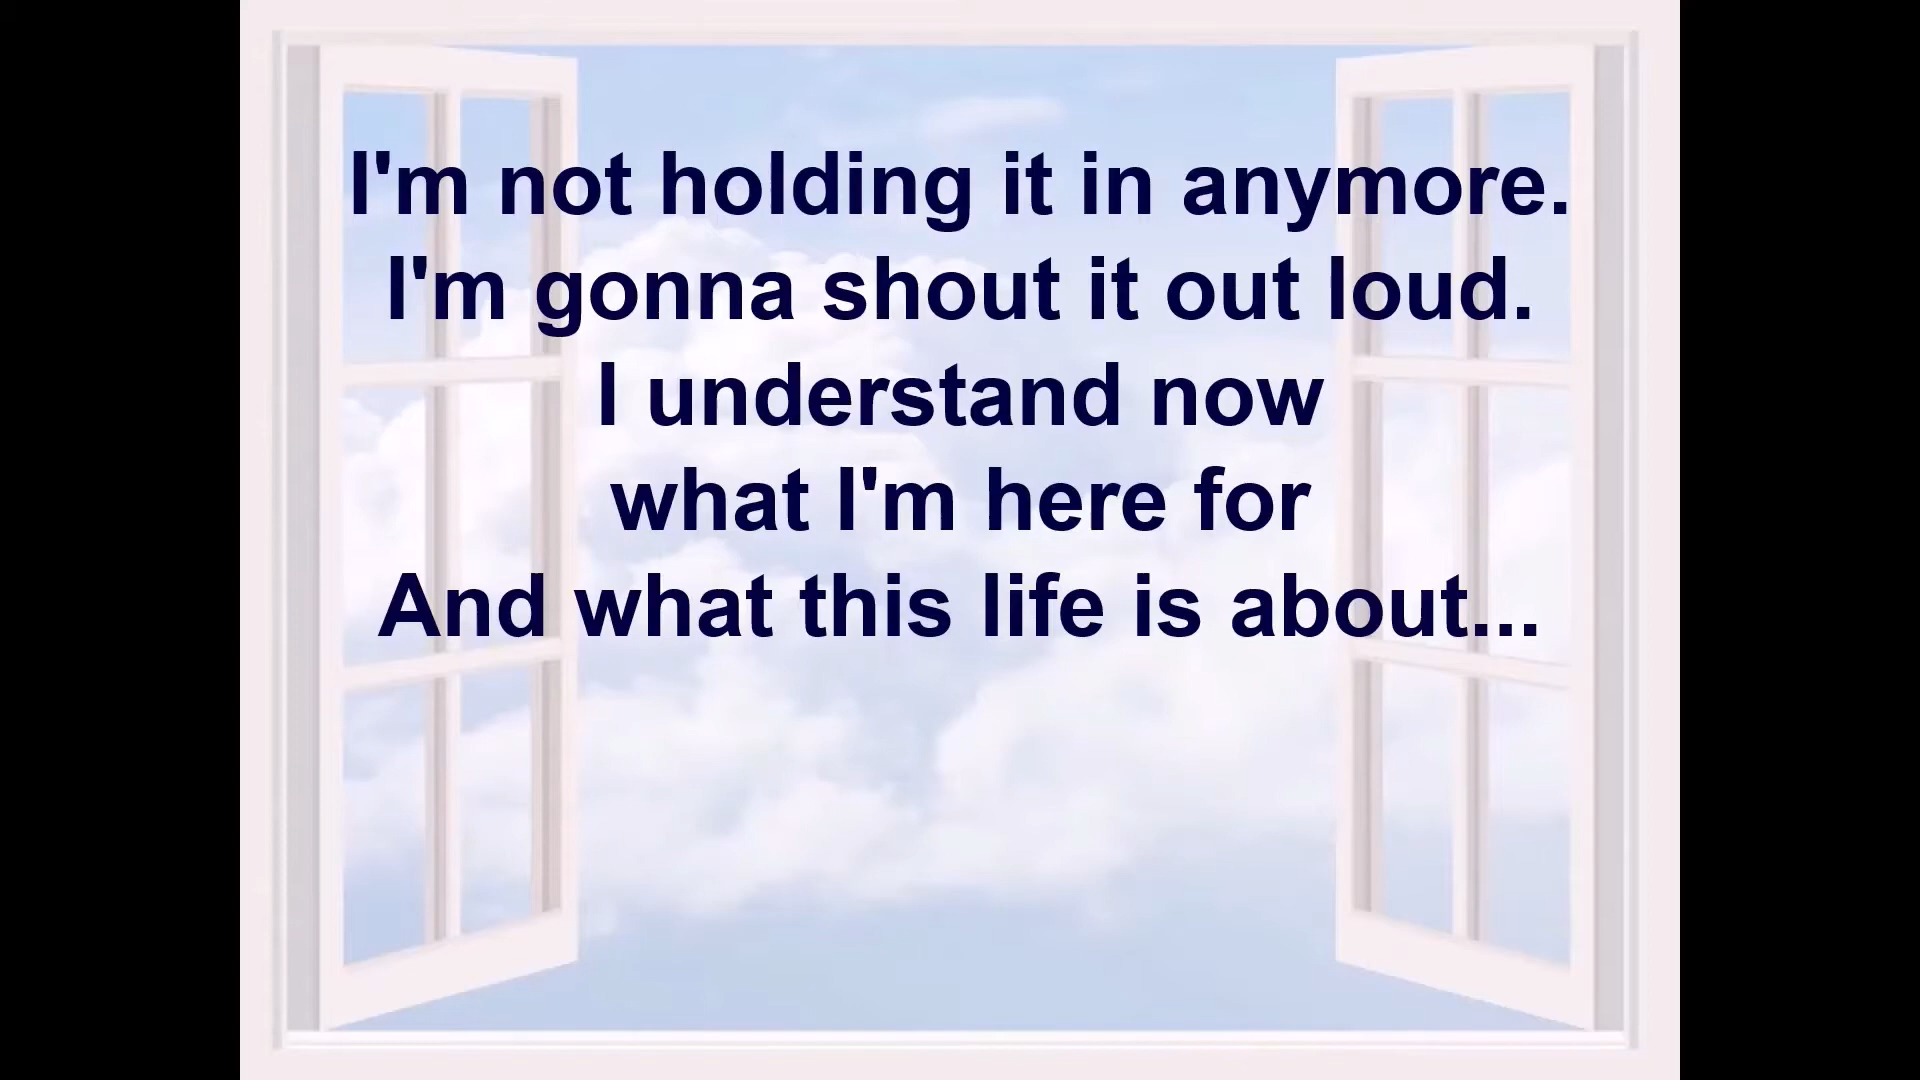 I'm not holding it in anymore.
I'm gonna shout it out loud.
I understand now
what I'm here for
And what this life is about...